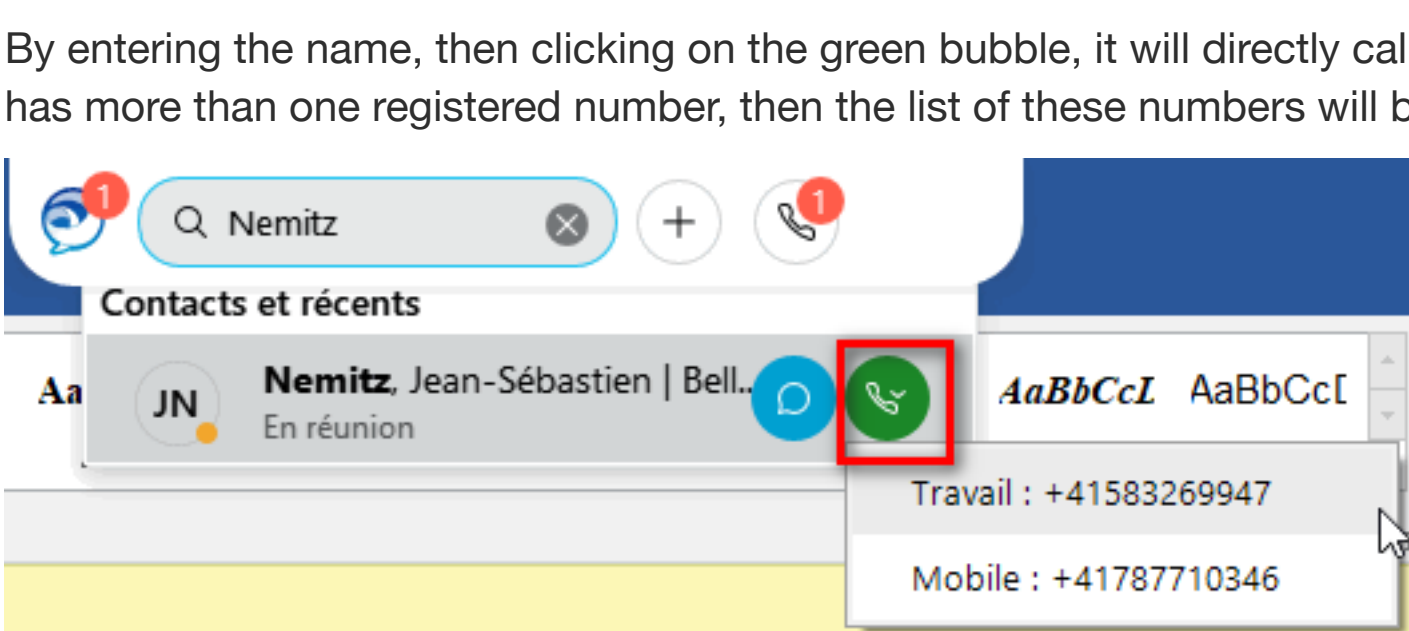 By entering the name, then clicking on the green bubble, it will directly cal
has more than one registered number, then the list of these numbers will b
1
Nemitz
1
Contacts et récents
Aa
JN
Nemitz, Jean-Sébastien | Bell..
En réunion
AaBbCcL AaBbCcD
Travail : +41583269947
Mobile : +41787710346